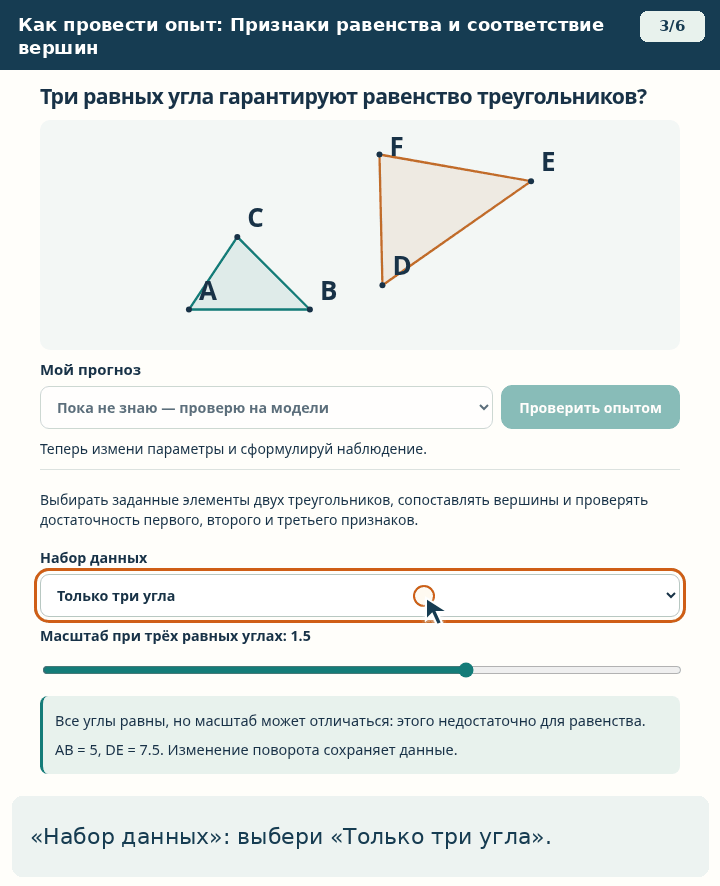 Как провести опыт: Признаки равенства и соответствие
вершин
3/6
Три равных угла гарантируют равенство треугольников?
F
E
C
D
A
B
Мой прогноз
Пока не знаю — проверю на модели
Проверить опытом
Теперь измени параметры и сформулируй наблюдение.
Выбирать заданные элементы двух треугольников, сопоставлять вершины и проверять
достаточность первого, второго и третьего признаков.
Набор данных
Только три угла
Масштаб при трёх равных углах: 1.5
Все углы равны, но масштаб может отличаться: этого недостаточно для равенства.
AB = 5, DE = 7.5. Изменение поворота сохраняет данные.
«Набор данных»: выбери «Только три угла».